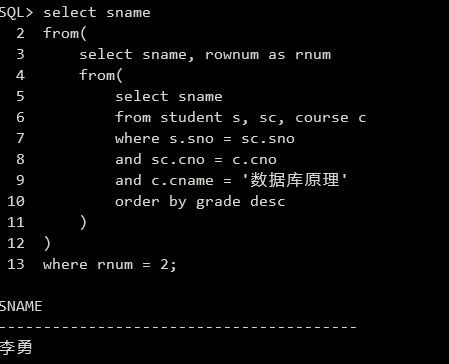 SQL> select sname
2 from(
3 select sname, rownum as rnum
4 from(
5 select sname
6 from student s, sc, course c
7 where s.sno = sc.sno
8 and sc.cno = c.cno
9 and c.cname = '数据库原理'
10 order by grade desc
11 )
12 )
13 where rnum = 2;
SNAME
----------------------------------------
李勇